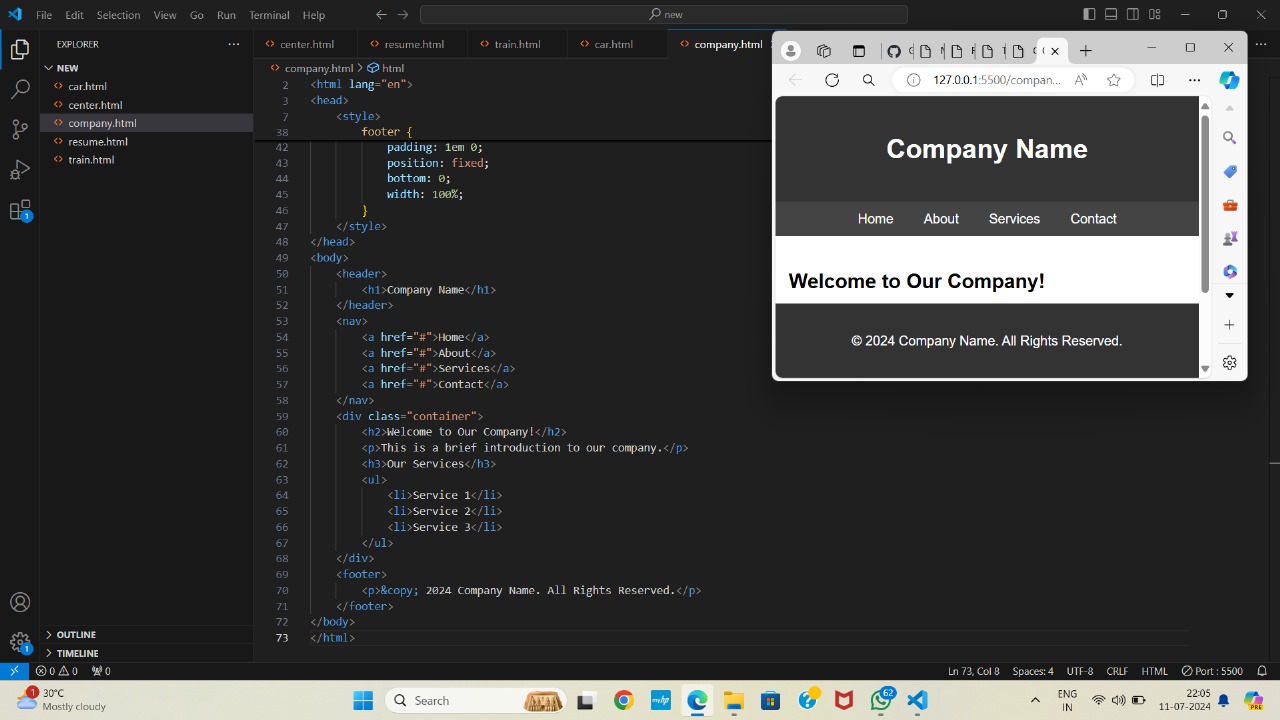 File Edit Selection View Go Run Terminal Help
new
EXPLORER
NEW
car.html
center.html
company.html
resume.html
train.html
OUTLINE
TIMELINE
center.html resume.html train.html car.html company.html
company.html > html
2 <html lang="en">
3 <head>
7 <style>
38 footer {
42 padding: 1em 0;
43 position: fixed;
44 bottom: 0;
45 width: 100%;
46 }
47 </style>
48 </head>
49 <body>
50 <header>
51 <h1>Company Name</h1>
52 </header>
53 <nav>
54 <a href="#">Home</a>
55 <a href="#">About</a>
56 <a href="#">Services</a>
57 <a href="#">Contact</a>
58 </nav>
59 <div class="container">
60 <h2>Welcome to Our Company!</h2>
61 <p>This is a brief introduction to our company.</p>
62 <h3>Our Services</h3>
63 <ul>
64 <li>Service 1</li>
65 <li>Service 2</li>
66 <li>Service 3</li>
67 </ul>
68 </div>
69 <footer>
70 <p>&copy; 2024 Company Name. All Rights Reserved.</p>
71 </footer>
72 </body>
73 </html>
127.0.0.1:5500/compan...
Company Name
Home About Services Contact
Welcome to Our Company!
© 2024 Company Name. All Rights Reserved.
1
1
0 0 0
Ln 73, Col 8 Spaces: 4 UTF-8 CRLF HTML Port : 5500
1
30°C
Mostly cloudy
Search
62
ENG
IN
22:05
11-07-2024
PRE